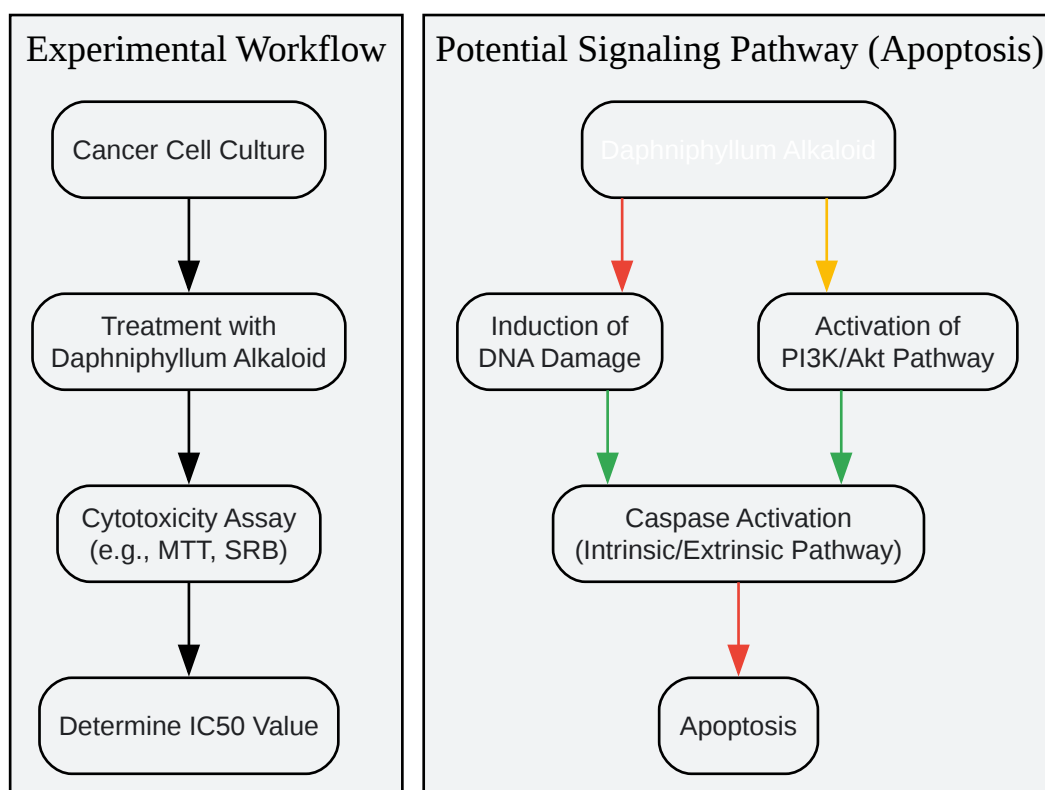 Experimental Workflow
Cancer Cell Culture
Treatment with
Daphniphyllum Alkaloid
Cytotoxicity Assay
(e.g., MTT, SRB)
Determine IC50 Value
Potential Signaling Pathway (Apoptosis)
Daphniphyllum Alkaloid
Induction of
DNA Damage
Activation of
PI3K/Akt Pathway
Caspase Activation
(Intrinsic/Extrinsic Pathway)
Apoptosis